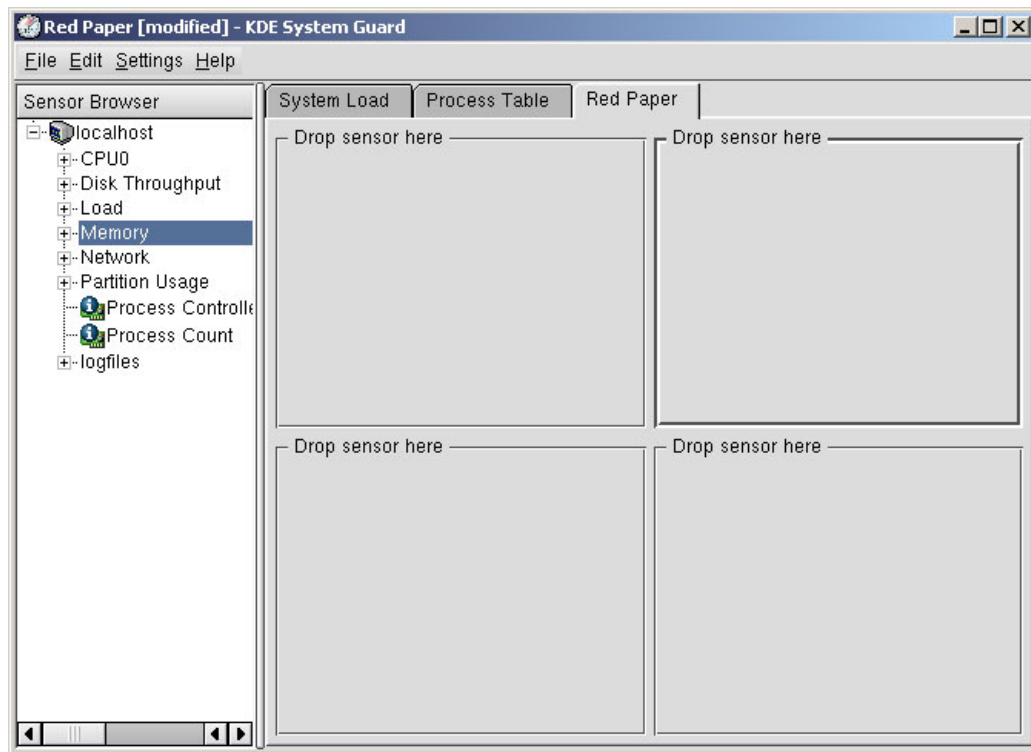 Red Paper [modified] - KDE System Guard
File Edit Settings Help
Sensor Browser
localhost
CPU0
Disk Throughput
Load
Memory
Network
Partition Usage
Process Controlle
Process Count
logfiles
System Load Process Table Red Paper
Drop sensor here Drop sensor here
Drop sensor here Drop sensor here